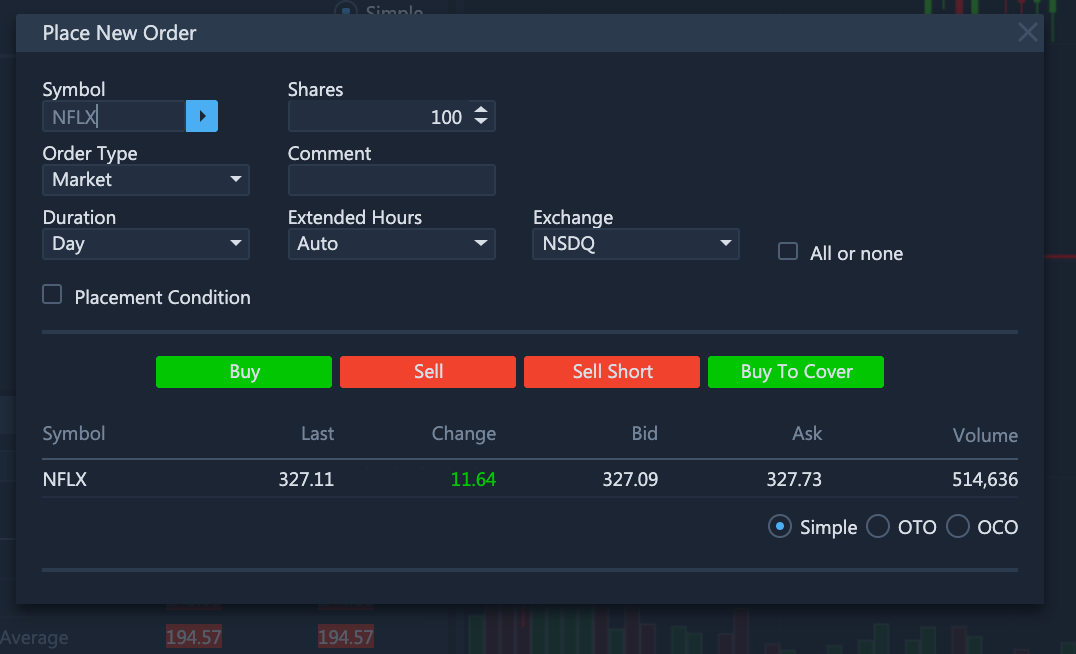 Simple
Place New Order
Symbol Shares
NFLX 100
Order Type Comment
Market
Duration Extended Hours Exchange
Day Auto NSDQ All or none
Placement Condition
Buy Sell Sell Short Buy To Cover
Symbol Last Change Bid Ask Volume
NFLX 327.11 11.64 327.09 327.73 514,636
Simple OTO OCO
Average 194.57 194.57